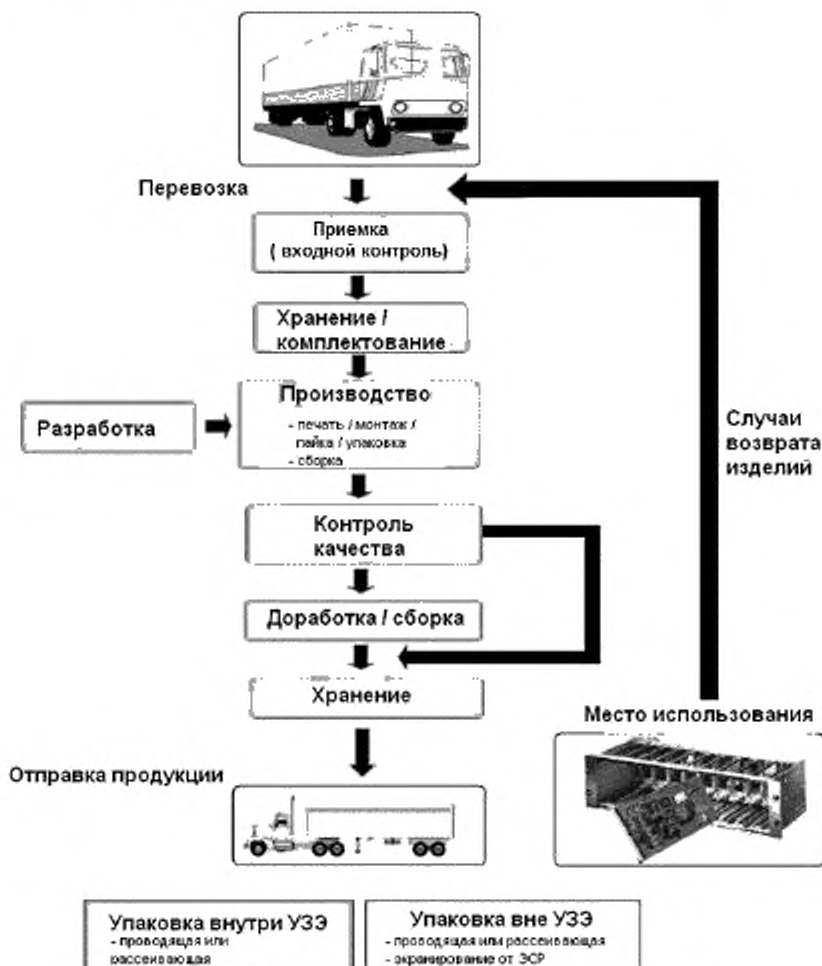 Перевозка
Приемка
( входной контроль)
Хранение /
комплектование
Производство
- печать / монтаж /
пайка / упаковка
- сборка
Разработка
Случаи
возврата
изделий
Контроль
качества
Доработка / сборка
Хранение
Место использования
Отправка продукции
Упаковка внутри УЗЭ
- проводящая или
рассеивающая
Упаковка вне УЗЭ
- проводящая или рассеивающая
- экранирование от ЭСР